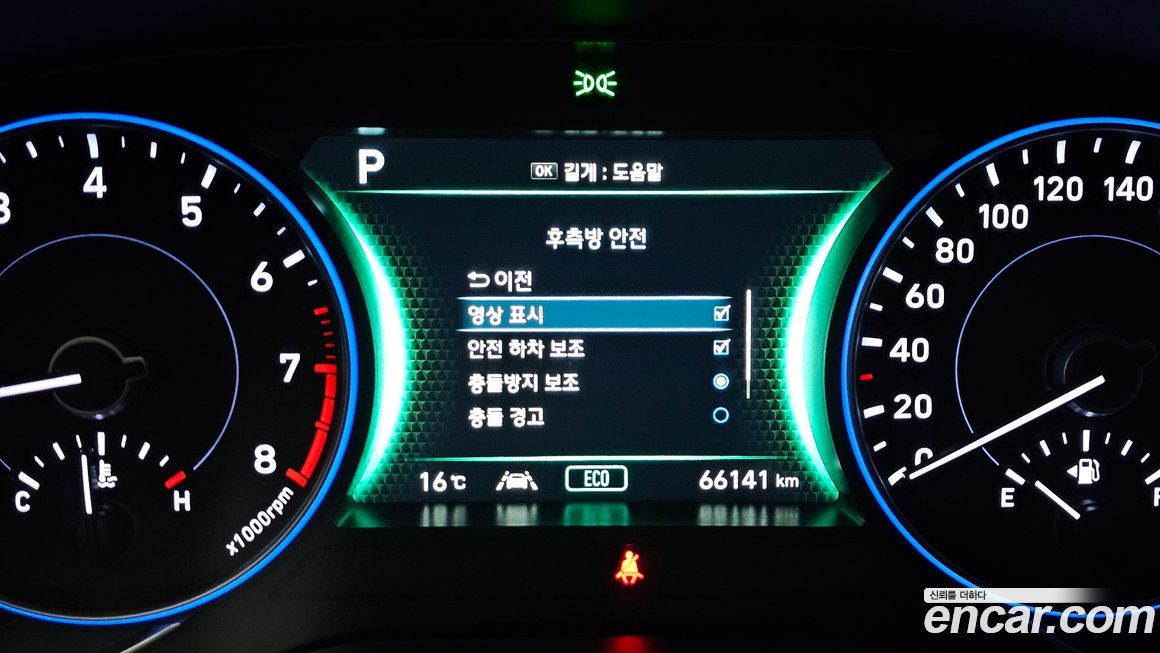 P
OK 길게 : 도움말
후측방 안전
이전
영상 표시
안전 하차 보조
충돌방지 보조
충돌 경고
16℃
ECO
66141 km
3
4
5
6
7
8
x1000rpm
C
H
0
20
40
60
80
100
120
140
E
F
신뢰를 더하다
encar.com